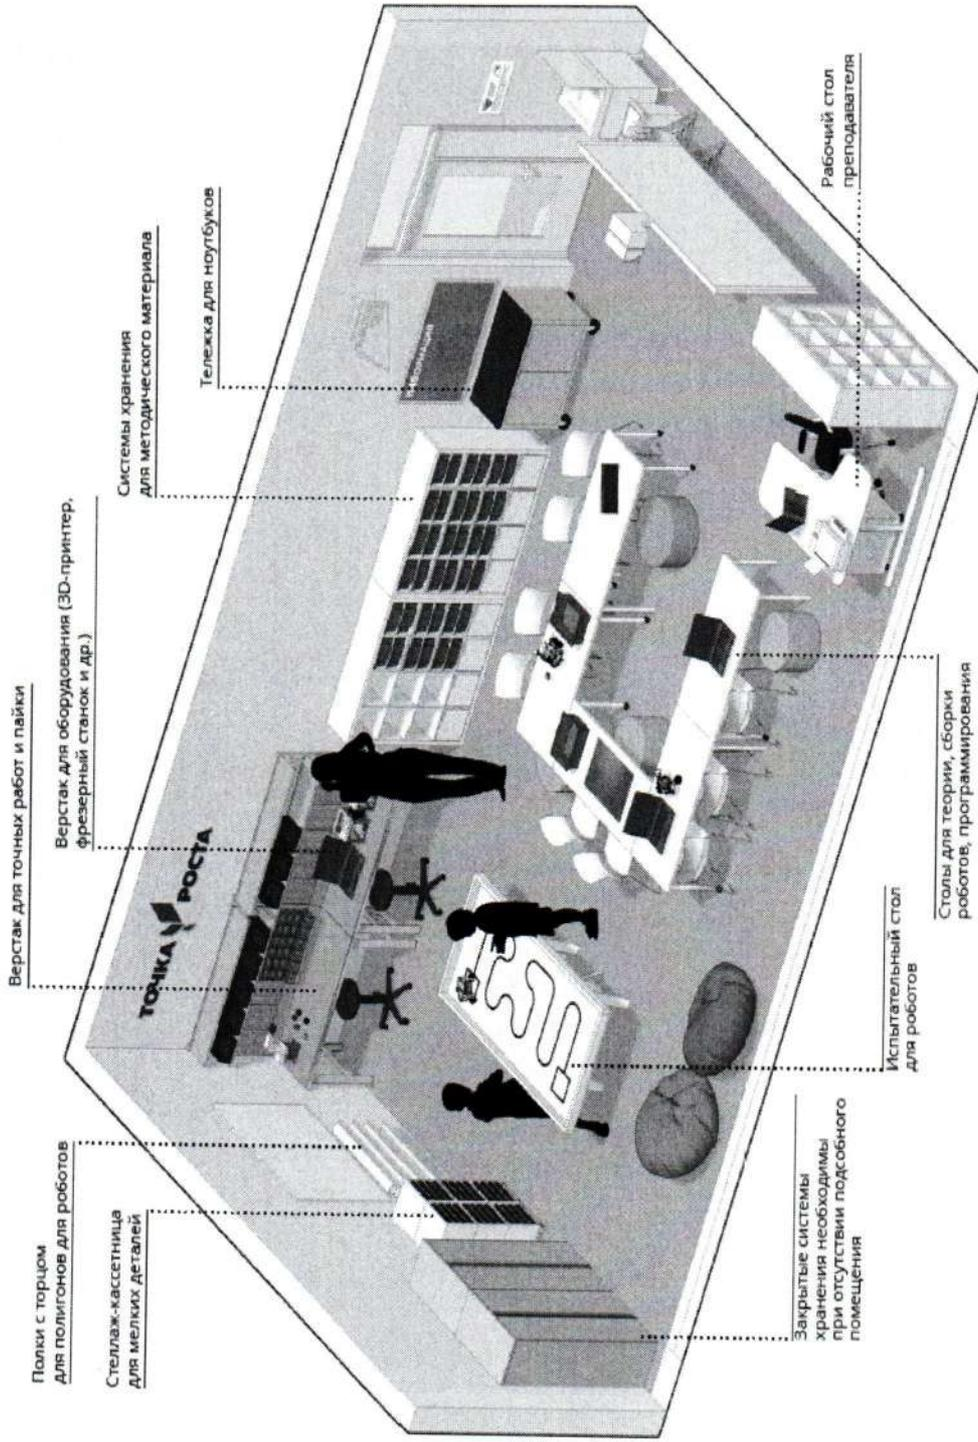 Полки с торцом
для полигонов для роботов
Стеллаж-кассетница
для мелких деталей
Верстак для точных работ и пайки
Верстак для оборудования (3D-принтер,
фрезерный станок и др.)
Системы хранения
для методического материала
Тележка для ноутбуков
ТОЧКА РОСТА
Закрытые системы
хранения необходимы
при отсутствии подсобного
помещения
Испытательный стол
для роботов
Столы для теории, сборки
роботов, программирования
Рабочий стол
преподавателя